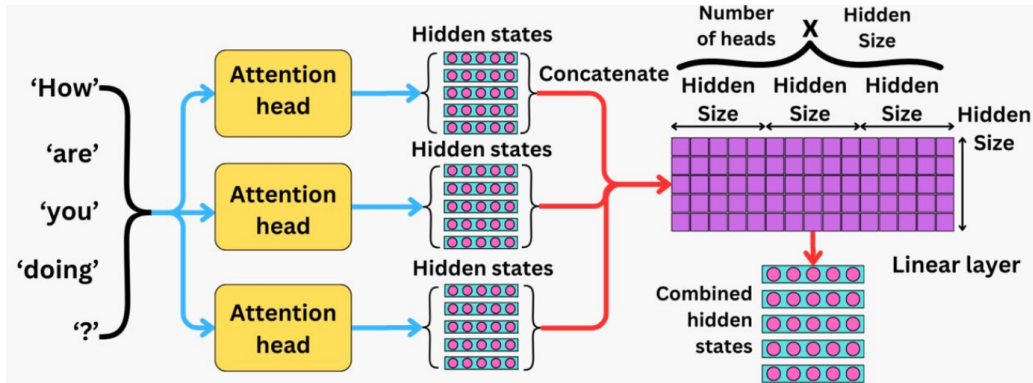 ‘How’
‘are’
‘you’
‘doing’
‘?’
Attention
head
Attention
head
Attention
head
Hidden states
Hidden states
Hidden states
Concatenate
Number
of heads
X
Hidden
Size
Hidden
Size
Hidden
Size
Hidden
Size
Hidden
Size
Linear layer
Combined
hidden
states